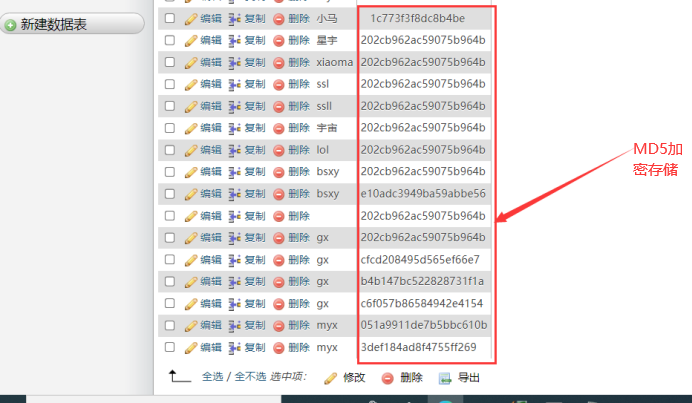 新建数据表
编辑 复制 删除 小马 1c773f3f8dc8b4be
编辑 复制 删除 星宇 202cb962ac59075b964b
编辑 复制 删除 xiaoma 202cb962ac59075b964b
编辑 复制 删除 ssl 202cb962ac59075b964b
编辑 复制 删除 ssll 202cb962ac59075b964b
编辑 复制 删除 宇宙 202cb962ac59075b964b
编辑 复制 删除 lol 202cb962ac59075b964b
编辑 复制 删除 bsxy 202cb962ac59075b964b
编辑 复制 删除 bsxy e10adc3949ba59abbe56
编辑 复制 删除 202cb962ac59075b964b
编辑 复制 删除 gx 202cb962ac59075b964b
编辑 复制 删除 gx cfcd208495d565ef66e7
编辑 复制 删除 gx b4b147bc522828731f1a
编辑 复制 删除 gx c6f057b86584942e4154
编辑 复制 删除 myx 051a9911de7b5bbc610b
编辑 复制 删除 myx 3def184ad8f4755ff269
全选 / 全不选 选中项： 修改 删除 导出
MD5加
密存储